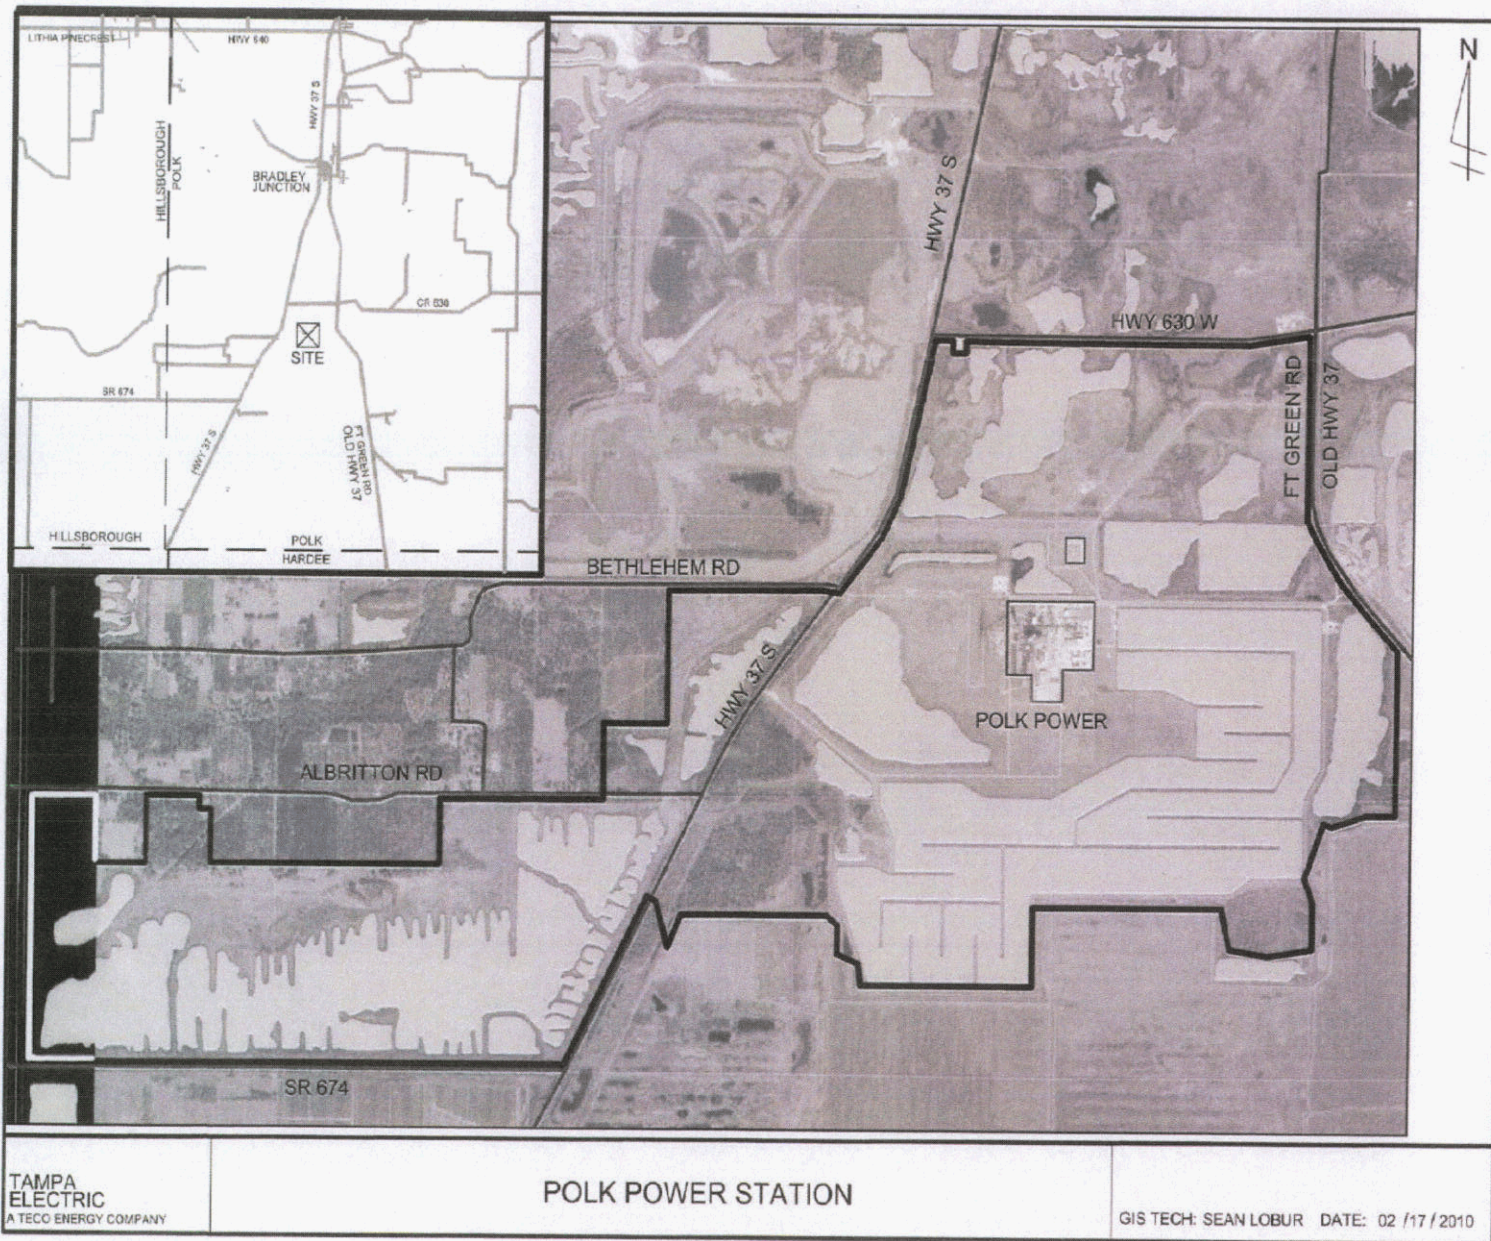 LITHIA PINECREST
HWY 640
HWY 37 S
HILLSBOROUGH
POLK
BRADLEY
JUNCTION
CR 630
SITE
SR 674
HWY 37 S
FT GREEN RD
OLD HWY 37
HILLSBOROUGH
POLK
HARDEE
N
HWY 37 S
HWY 630 W
FT GREEN RD
OLD HWY 37
BETHLEHEM RD
HWY 37 S
POLK POWER
ALBRITTON RD
SR 674
TAMPA
ELECTRIC
A TECO ENERGY COMPANY
POLK POWER STATION
GIS TECH: SEAN LOBUR DATE: 02 /17 / 2010